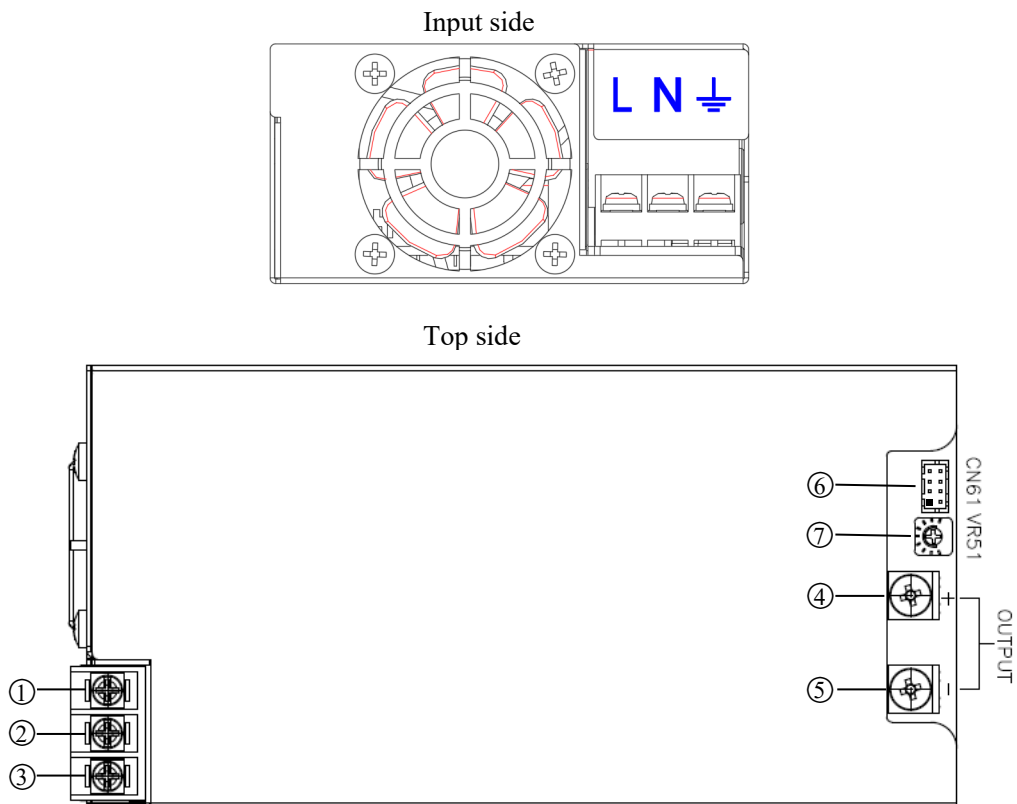 Input side
L N ⏚
Top side
⑥
CN61 VR51
⑦
④
+
OUTPUT
⑤
−
①
②
③